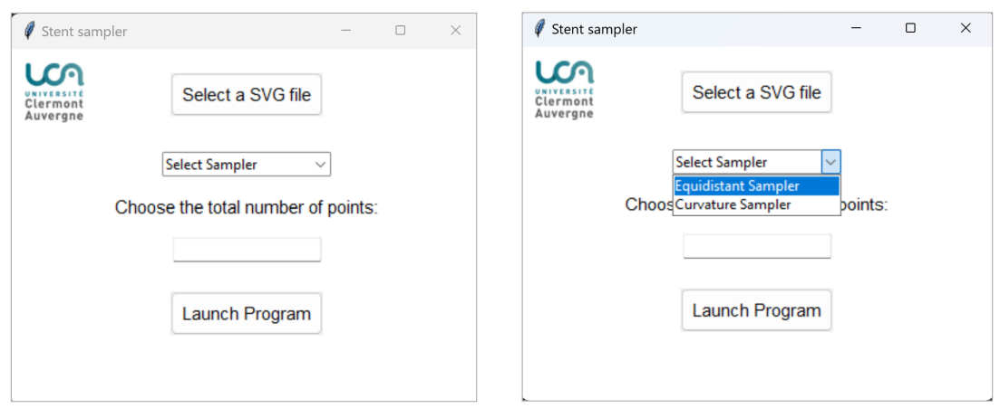 Stent sampler
UCA
UNIVERSITÉ
Clermont
Auvergne
Select a SVG file
Select Sampler
Choose the total number of points:
Launch Program
Stent sampler
UCA
UNIVERSITÉ
Clermont
Auvergne
Select a SVG file
Select Sampler
Equidistant Sampler
Curvature Sampler
Choos points:
Launch Program